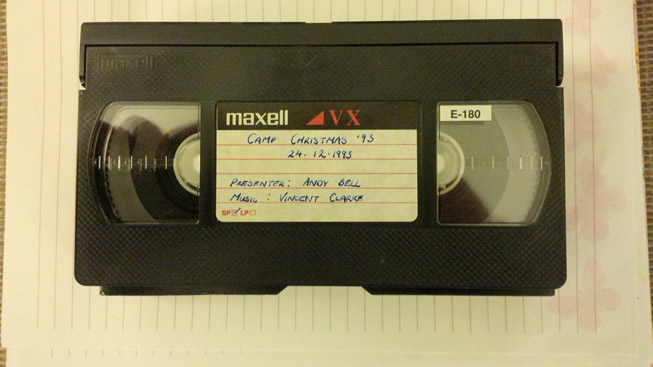 maxell
maxell VX
E-180
CAMP CHRISTMAS '93
24-12-1993
PRESENTER: ANDY BELL
MUSIC: VINCENT CLARKE
SP LP